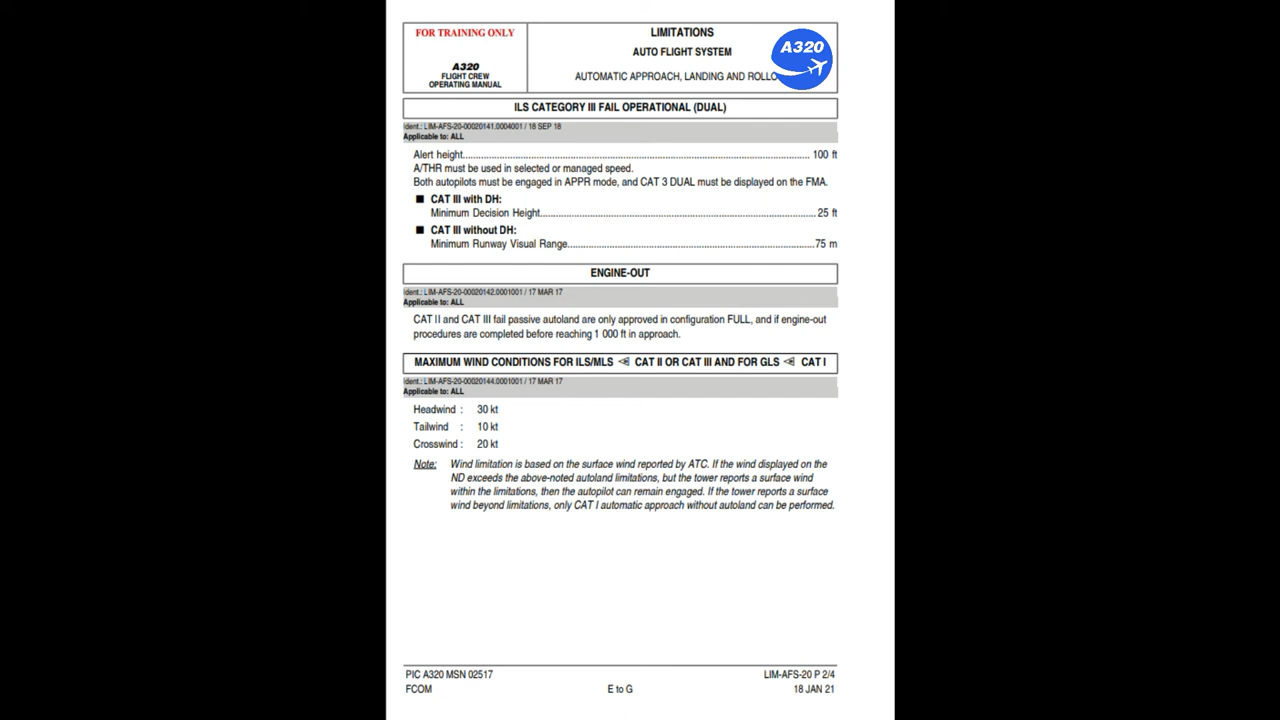 FOR TRAINING ONLY
A320
FLIGHT CREW
OPERATING MANUAL
LIMITATIONS
AUTO FLIGHT SYSTEM
AUTOMATIC APPROACH, LANDING AND ROLLO
A320
ILS CATEGORY III FAIL OPERATIONAL (DUAL)
Ident.: LIM-AFS-20-00020141.0004001 / 18 SEP 18
Applicable to: ALL
Alert height........................................................................................................................ 100 ft
A/THR must be used in selected or managed speed.
Both autopilots must be engaged in APPR mode, and CAT 3 DUAL must be displayed on the FMA.
■ CAT III with DH:
Minimum Decision Height............................................................................................... 25 ft
■ CAT III without DH:
Minimum Runway Visual Range.....................................................................................75 m
ENGINE-OUT
Ident.: LIM-AFS-20-00020142.0001001 / 17 MAR 17
Applicable to: ALL
CAT II and CAT III fail passive autoland are only approved in configuration FULL, and if engine-out
procedures are completed before reaching 1 000 ft in approach.
MAXIMUM WIND CONDITIONS FOR ILS/MLS CAT II OR CAT III AND FOR GLS CAT I
Ident.: LIM-AFS-20-00020144.0001001 / 17 MAR 17
Applicable to: ALL
Headwind : 30 kt
Tailwind : 10 kt
Crosswind : 20 kt
Note: Wind limitation is based on the surface wind reported by ATC. If the wind displayed on the
ND exceeds the above-noted autoland limitations, but the tower reports a surface wind
within the limitations, then the autopilot can remain engaged. If the tower reports a surface
wind beyond limitations, only CAT I automatic approach without autoland can be performed.
PIC A320 MSN 02517
LIM-AFS-20 P 2/4
FCOM
E to G
18 JAN 21